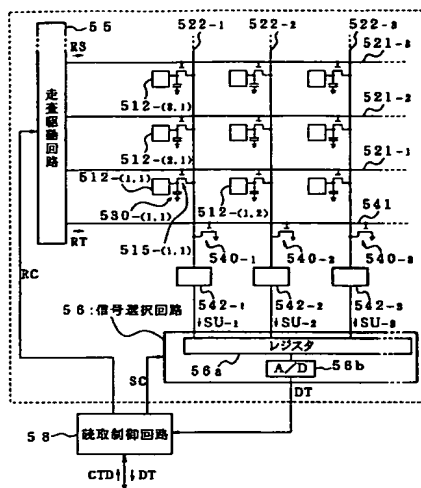 55
RS
走査駆動回路
522-1
522-2
522-3
521-3
512-(3,1)
521-2
512-(2,1)
521-1
512-(1,1)
530-(1,1)
512-(1,2)
515-(1,1)
541
RT
540-1
540-2
540-3
RC
542-1
542-2
542-3
56:信号選択回路
SU-1
SU-2
SU-3
レジスタ
56a
A/D
56b
SC
DT
58
読取制御回路
CTD
DT